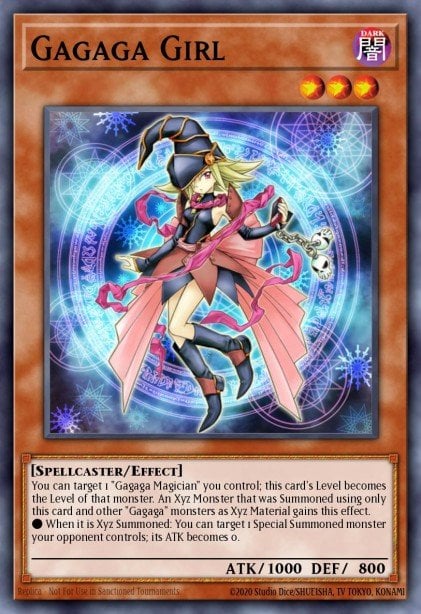 Gagaga Girl
DARK
闇
[Spellcaster/Effect]
You can target 1 "Gagaga Magician" you control; this card's Level becomes
the Level of that monster. An Xyz Monster that was Summoned using only
this card and other "Gagaga" monsters as Xyz Material gains this effect.
● When it is Xyz Summoned: You can target 1 Special Summoned monster
your opponent controls; its ATK becomes 0.
ATK/1000 DEF/ 800
Replica - Not For Use in Sanctioned Tournaments ©2020 Studio Dice/SHUEISHA, TV TOKYO, KONAMI